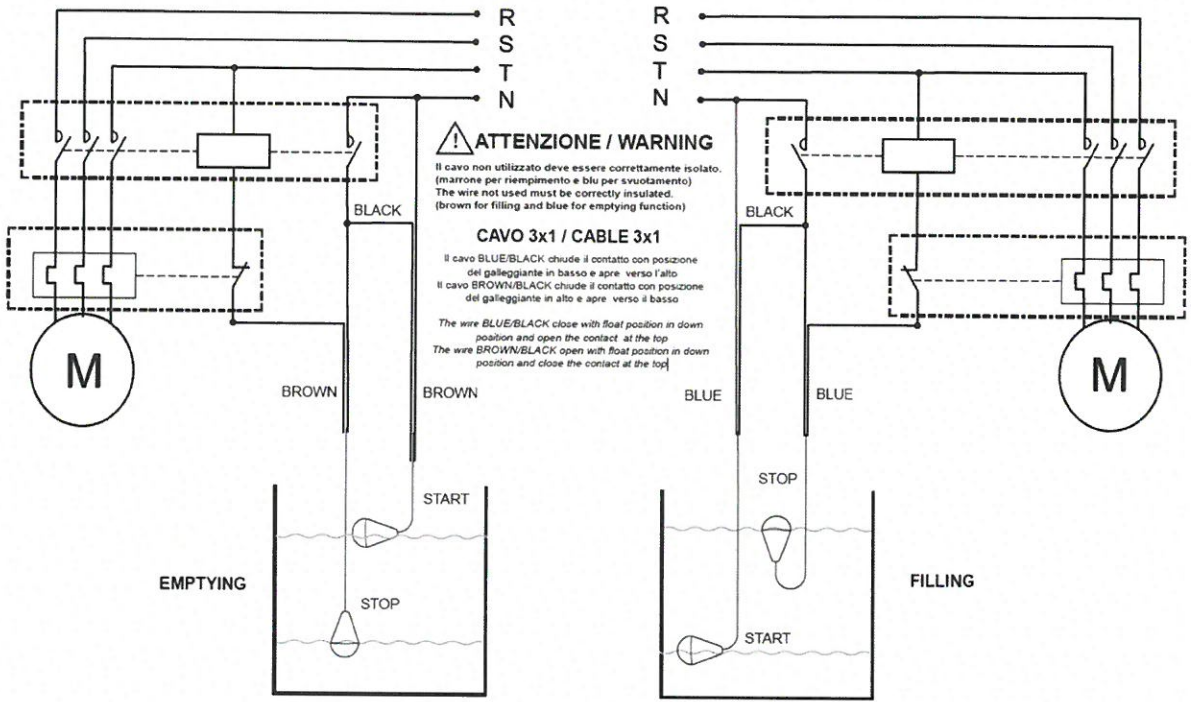 R
S
T
N
R
S
T
N
ATTENZIONE / WARNING
Il cavo non utilizzato deve essere correttamente isolato.
(marrone per riempimento e blu per svuotamento)
The wire not used must be correctly insulated.
(brown for filling and blue for emptying function)
BLACK
BLACK
CAVO 3x1 / CABLE 3x1
Il cavo BLUE/BLACK chiude il contatto con posizione
del galleggiante in basso e apre verso l'alto
Il cavo BROWN/BLACK chiude il contatto con posizione
del galleggiante in alto e apre verso il basso
The wire BLUE/BLACK close with float position in down
position and open the contact at the top
The wire BROWN/BLACK open with float position in down
position and close the contact at the top
M
M
BROWN
BROWN
BLUE
BLUE
START
STOP
EMPTYING
STOP
START
FILLING